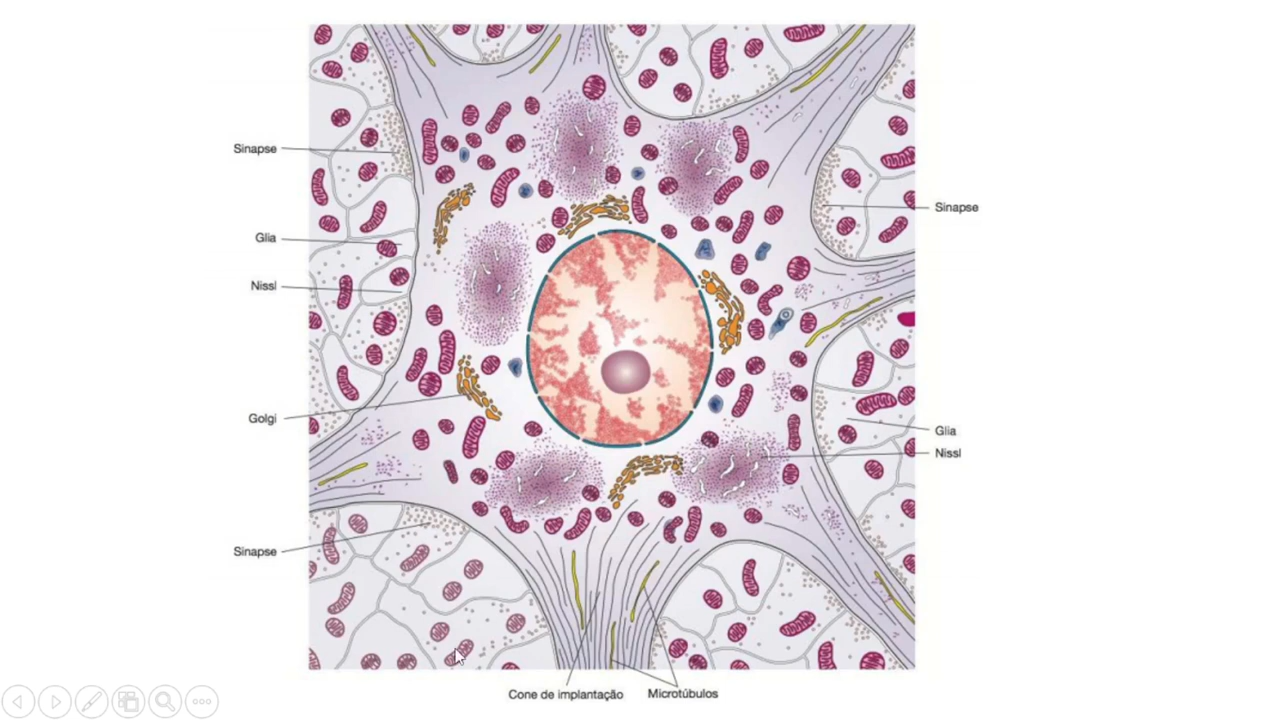 Sinapse
Sinapse
Glia
Nissl
Golgi
Glia
Nissl
Sinapse
Cone de implantação
Microtúbulos